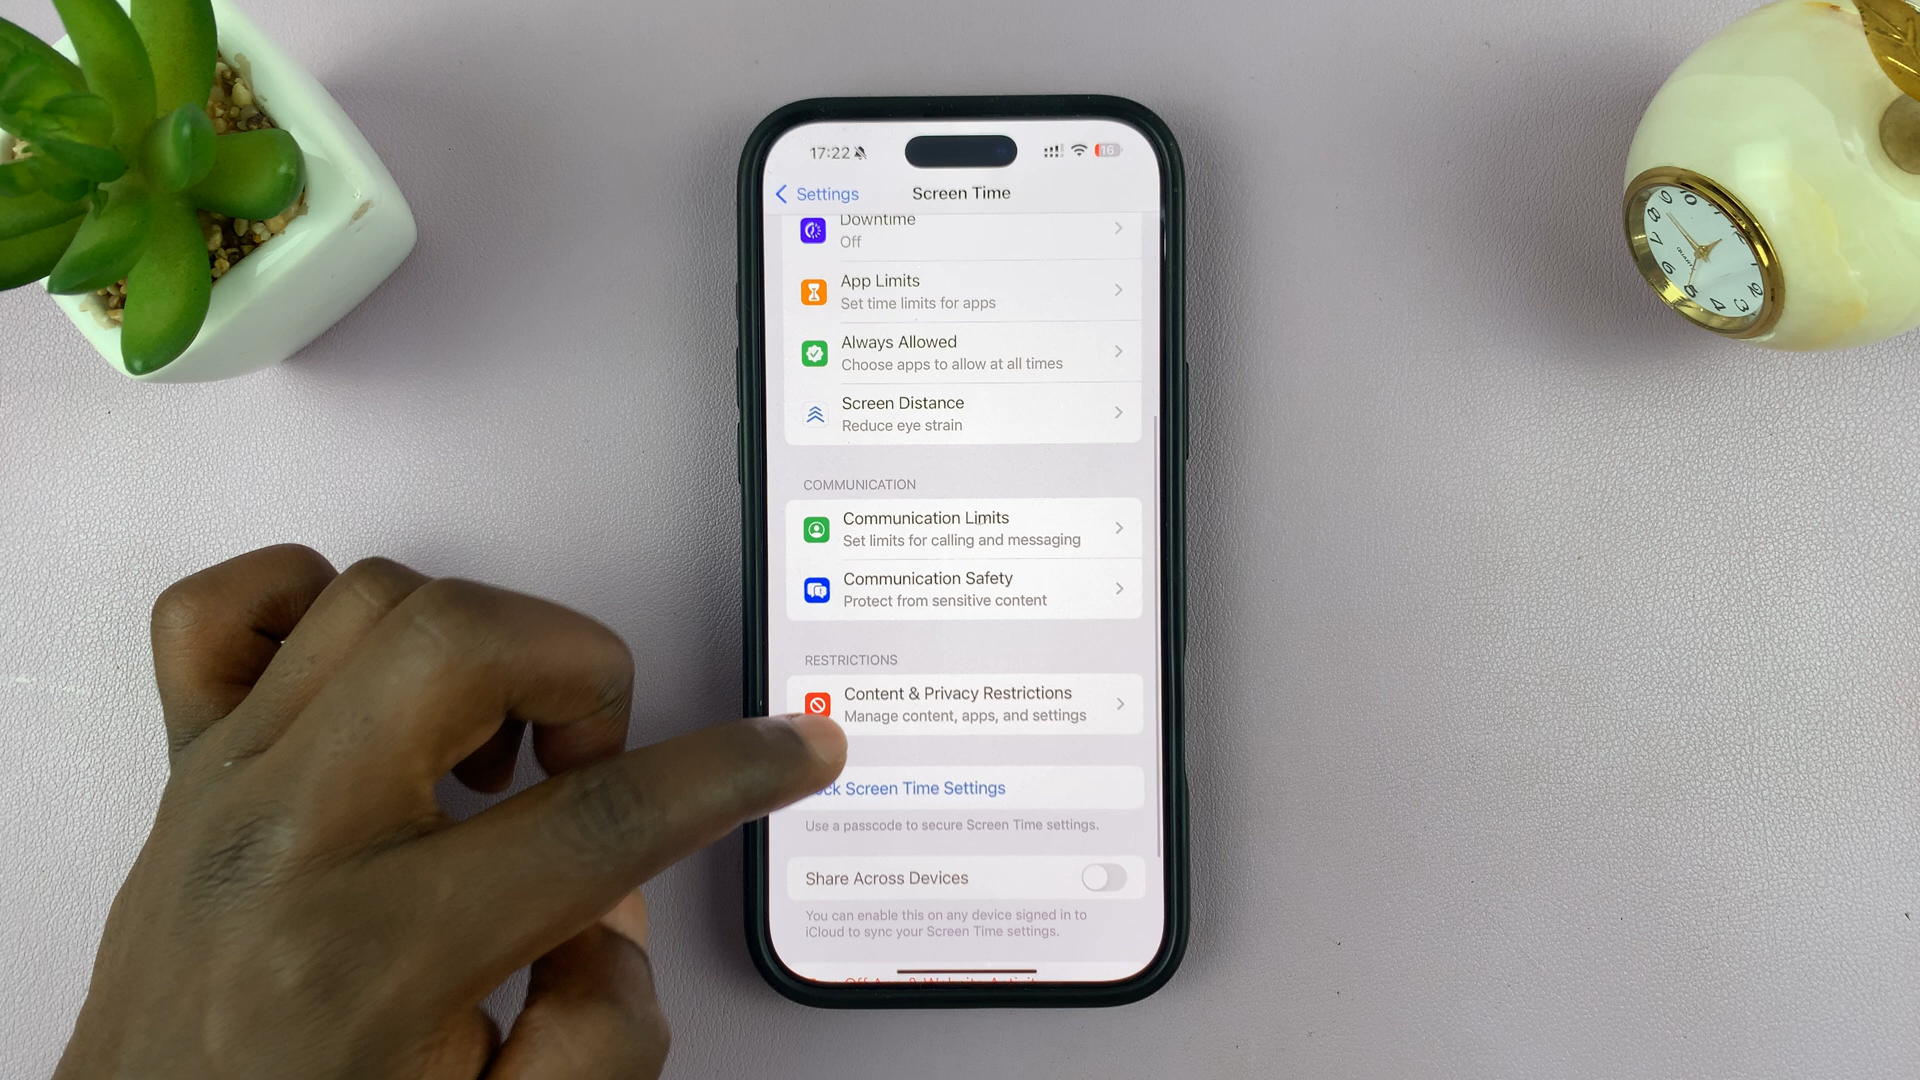 17:22
16
Settings
Screen Time
Downtime
Off
App Limits
Set time limits for apps
Always Allowed
Choose apps to allow at all times
Screen Distance
Reduce eye strain
COMMUNICATION
Communication Limits
Set limits for calling and messaging
Communication Safety
Protect from sensitive content
RESTRICTIONS
Content & Privacy Restrictions
Manage content, apps, and settings
Screen Time Settings
Use a passcode to secure Screen Time settings.
Share Across Devices
You can enable this on any device signed in to
iCloud to sync your Screen Time settings.
Off App & Website